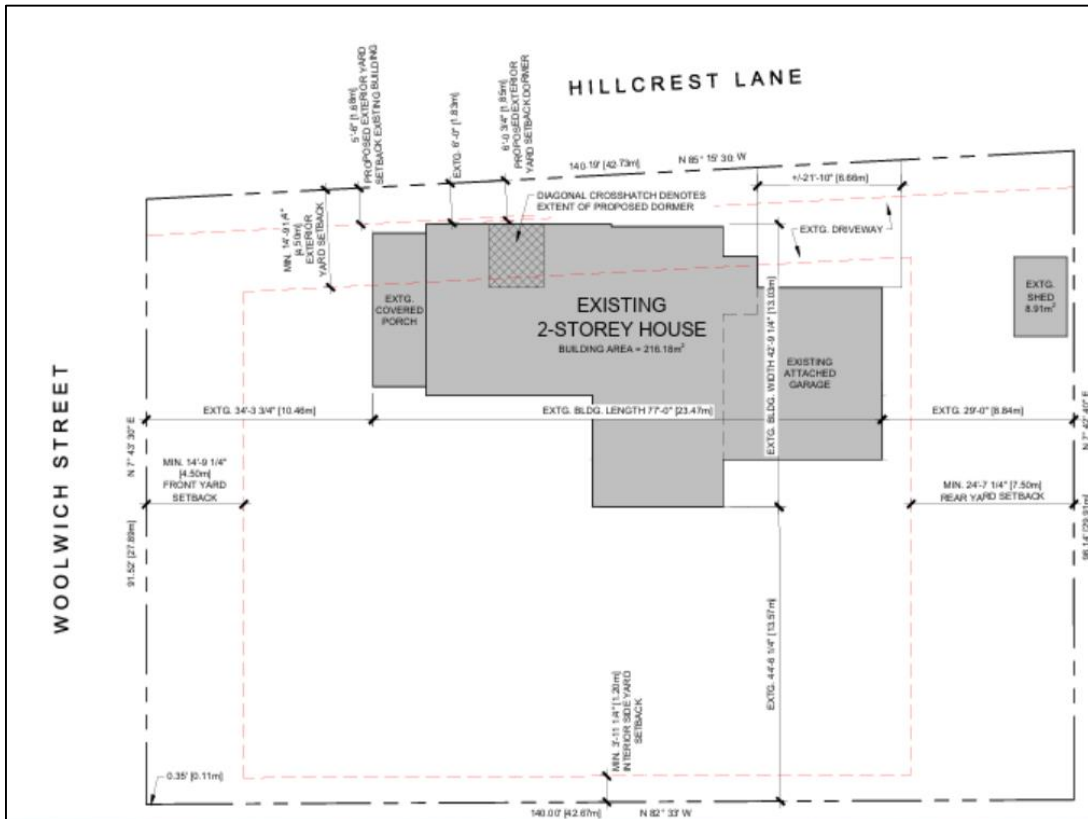 HILLCREST LANE
5'-6" [1.68m]
PROPOSED EXTERIOR YARD
SETBACK EXISTING BUILDING
EXTG. 6'-0" [1.83m]
6'-0 3/4" [1.85m]
PROPOSED EXTERIOR
YARD SETBACK DORMER
140.19' [42.73m]
N 85° 15' 30" W
+/-21'-10" [6.66m]
DIAGONAL CROSSHATCH DENOTES
EXTENT OF PROPOSED DORMER
EXTG. DRIVEWAY
MIN. 14'-9 1/4"
[4.50m]
EXTERIOR
YARD SETBACK
EXTG.
COVERED
PORCH
EXISTING
2-STOREY HOUSE
BUILDING AREA = 216.18m²
EXTG. BLDG. WIDTH 42'-9 1/4" [13.03m]
EXTG.
SHED
8.91m²
EXISTING
ATTACHED
GARAGE
WOOLWICH STREET
EXTG. 34'-3 3/4" [10.46m]
EXTG. BLDG. LENGTH 77'-0" [23.47m]
EXTG. 29'-0" [8.84m]
N 7° 43' 30" E
N 7° 42' 40" E
MIN. 14'-9 1/4"
[4.50m]
FRONT YARD
SETBACK
MIN. 24'-7 1/4" [7.50m]
REAR YARD SETBACK
91.52' [27.89m]
98.14' [29.91m]
EXTG. 44'-6 1/4" [13.57m]
MIN. 3'-11 1/4" [1.20m]
INTERIOR SIDE YARD
SETBACK
0.35' [0.11m]
140.00' [42.67m]
N 82° 33' W